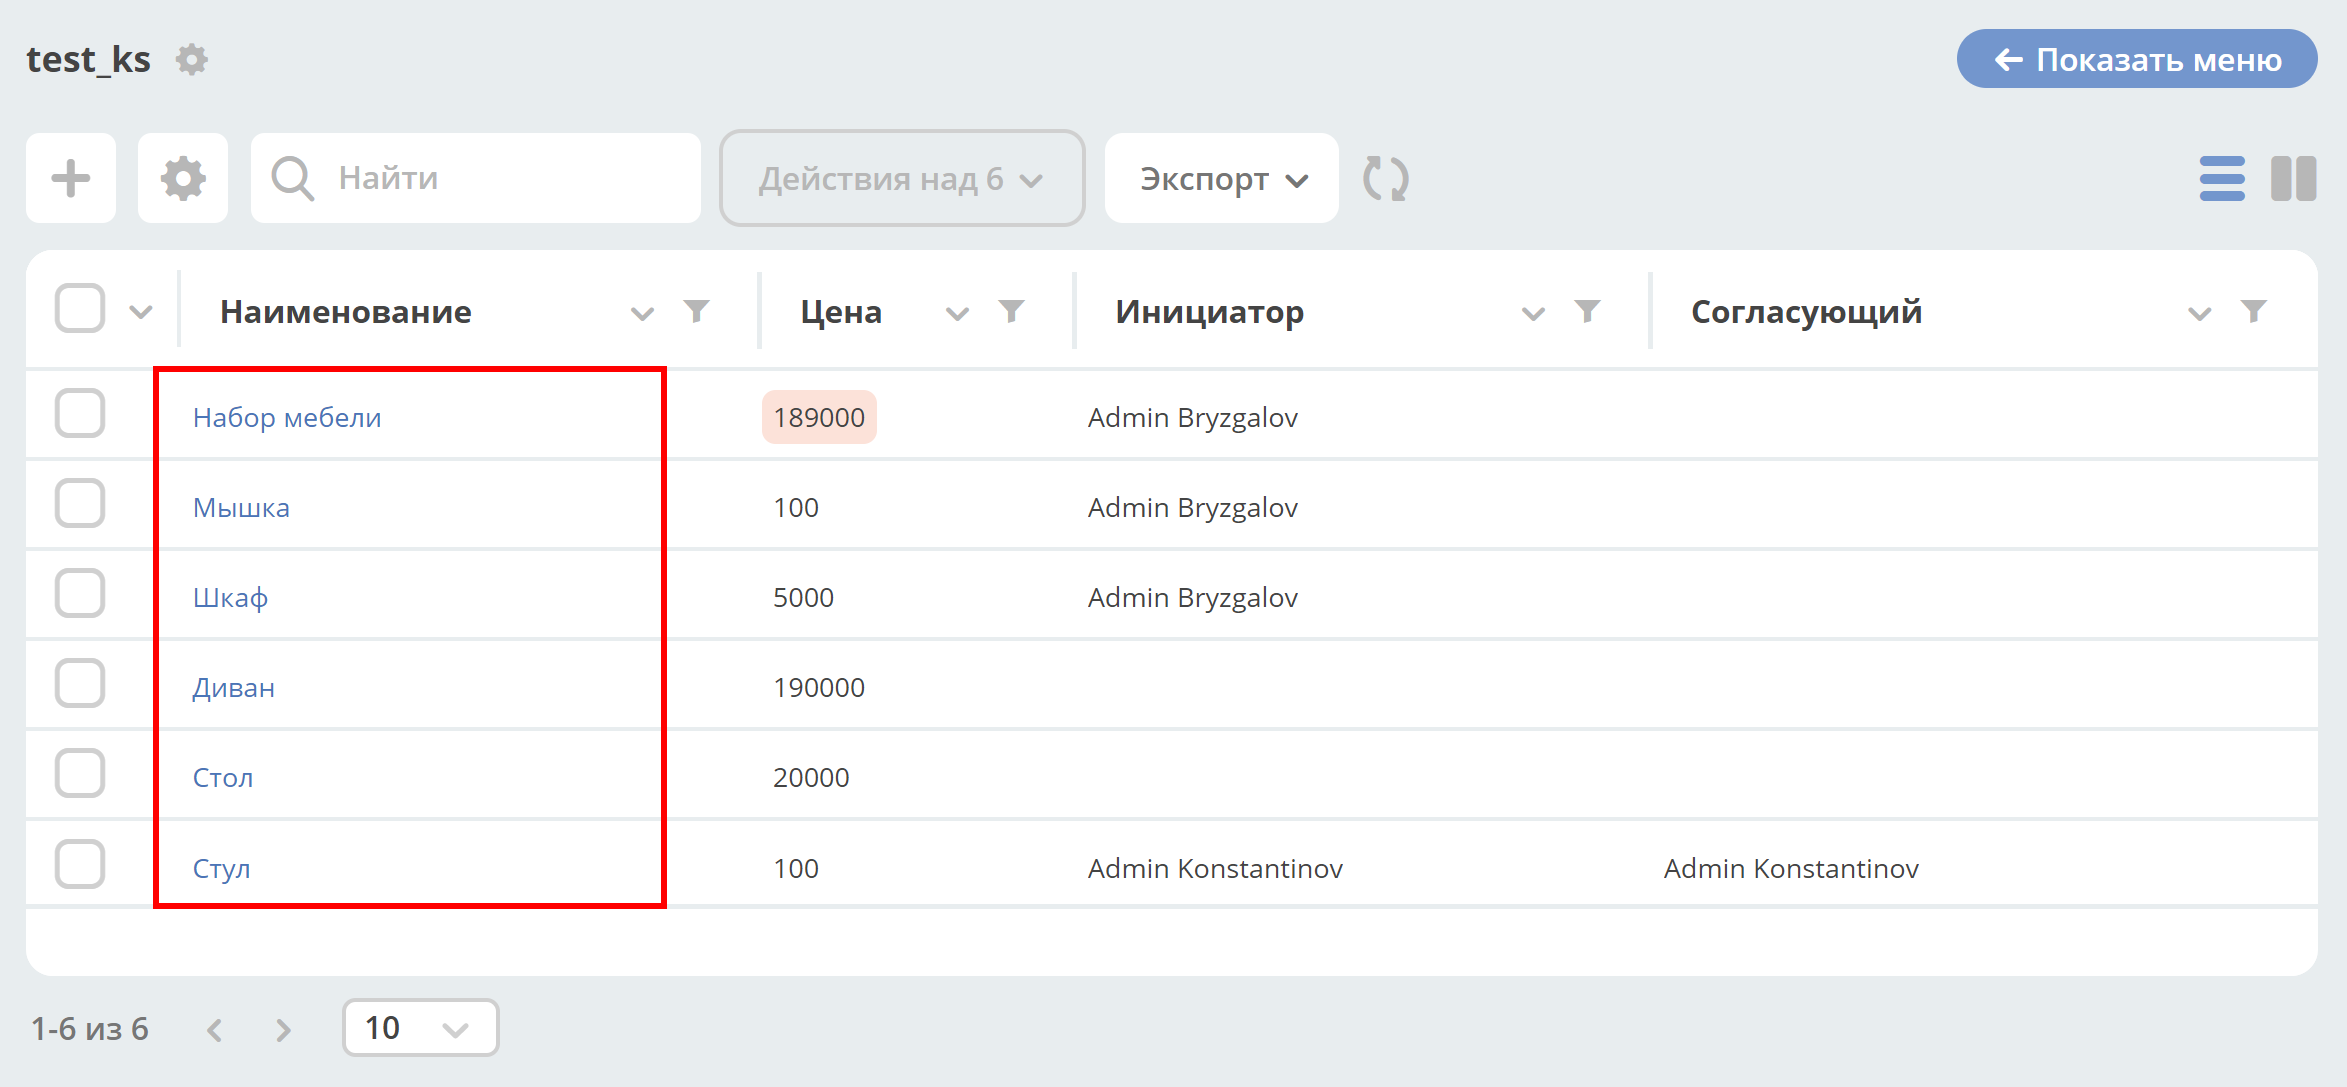 test_ks
Показать меню
Найти
Действия над 6
Экспорт
Наименование Цена Инициатор Согласующий
Набор мебели 189000 Admin Bryzgalov
Мышка 100 Admin Bryzgalov
Шкаф 5000 Admin Bryzgalov
Диван 190000
Стол 20000
Стул 100 Admin Konstantinov Admin Konstantinov
1-6 из 6 10